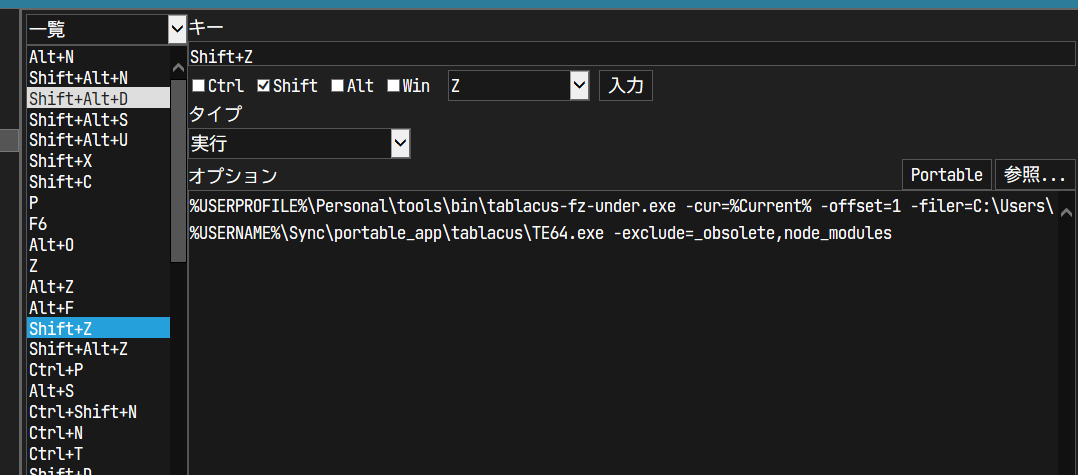 一覧
Alt+N
Shift+Alt+N
Shift+Alt+D
Shift+Alt+S
Shift+Alt+U
Shift+X
Shift+C
P
F6
Alt+O
Z
Alt+Z
Alt+F
Shift+Z
Shift+Alt+Z
Ctrl+P
Alt+S
Ctrl+Shift+N
Ctrl+N
Ctrl+T
Shift+D
キー
Shift+Z
Ctrl Shift Alt Win Z 入力
タイプ
実行
オプション Portable 参照...
%USERPROFILE%\Personal\tools\bin\tablacus-fz-under.exe -cur=%Current% -offset=1 -filer=C:\Users\
%USERNAME%\Sync\portable_app\tablacus\TE64.exe -exclude=_obsolete,node_modules